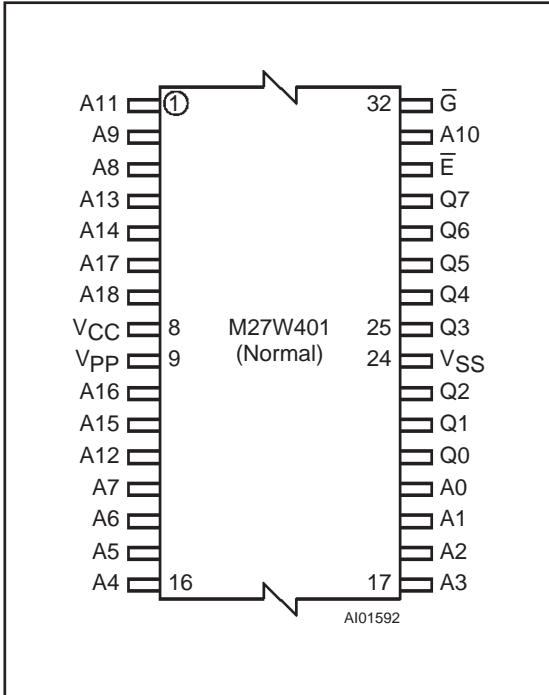 A11 1 32 G̅
A9 A10
A8 E̅
A13 Q7
A14 Q6
A17 Q5
A18 Q4
VCC 8 M27W401 25 Q3
VPP 9 (Normal) 24 VSS
A16 Q2
A15 Q1
A12 Q0
A7 A0
A6 A1
A5 A2
A4 16 17 A3
AI01592